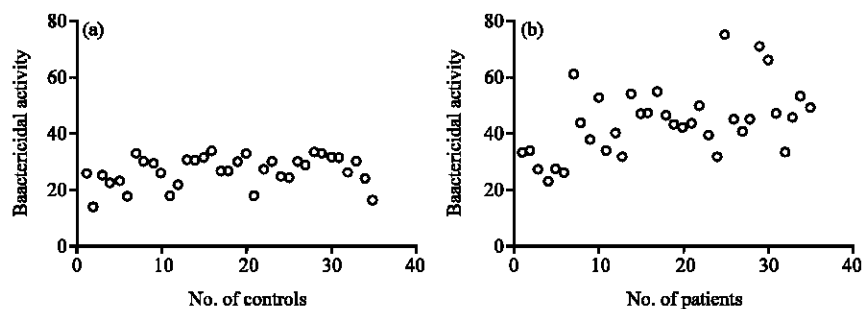 (a)
Baactericidal activity
80
60
40
20
0
0 10 20 30 40
No. of controls
(b)
Baactericidal activity
80
60
40
20
0
0 10 20 30 40
No. of patients